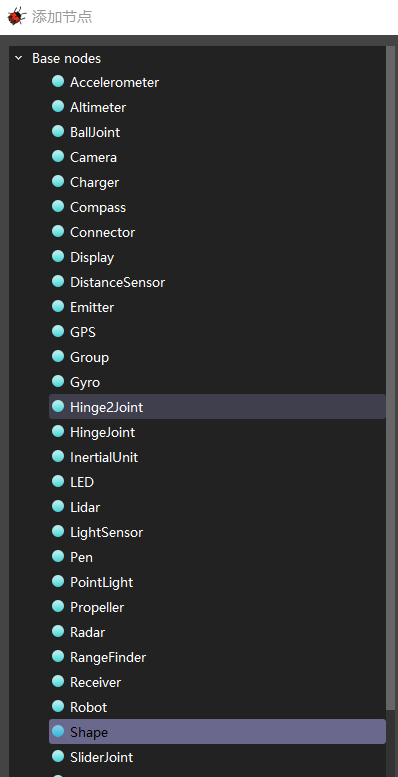 添加节点
Base nodes
Accelerometer
Altimeter
BallJoint
Camera
Charger
Compass
Connector
Display
DistanceSensor
Emitter
GPS
Group
Gyro
Hinge2Joint
HingeJoint
InertialUnit
LED
Lidar
LightSensor
Pen
PointLight
Propeller
Radar
RangeFinder
Receiver
Robot
Shape
SliderJoint